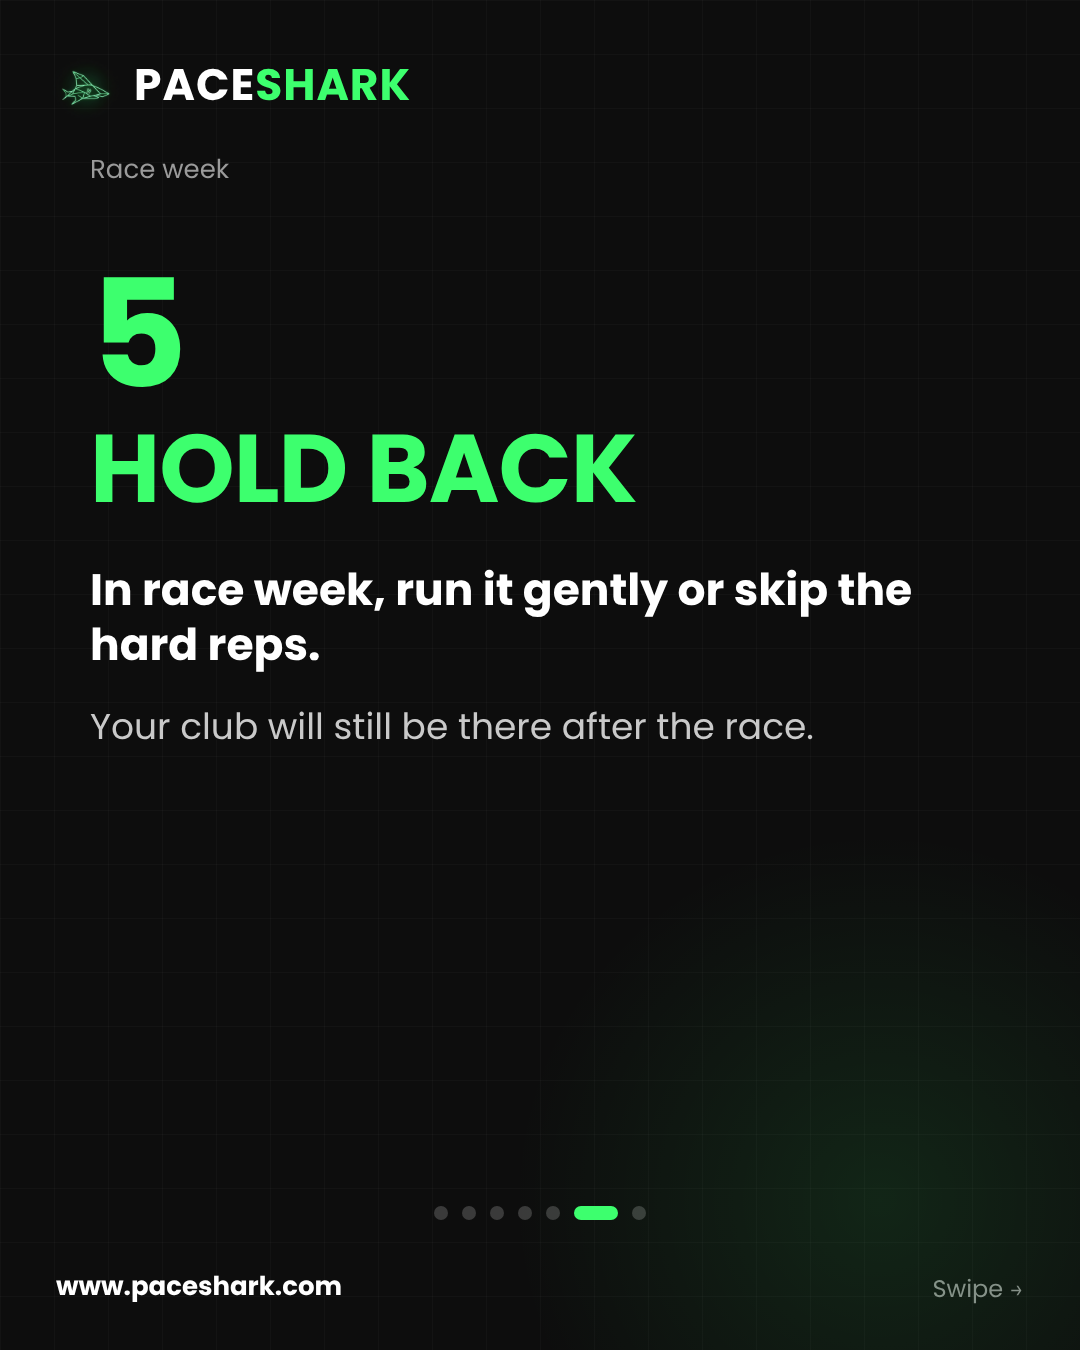 PACESHARK
Race week
5
HOLD BACK
In race week, run it gently or skip the
hard reps.
Your club will still be there after the race.
www.paceshark.com
Swipe →